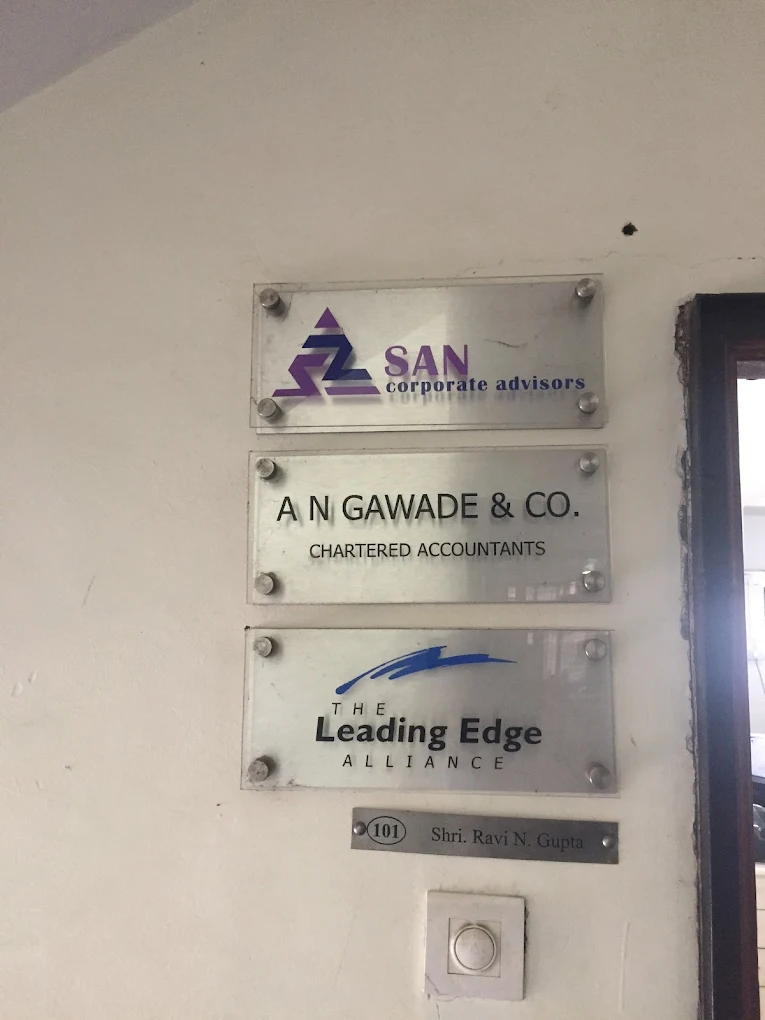 SAN
corporate advisors
A N GAWADE & CO.
CHARTERED ACCOUNTANTS
THE
Leading Edge
ALLIANCE
101 Shri. Ravi N. Gupta